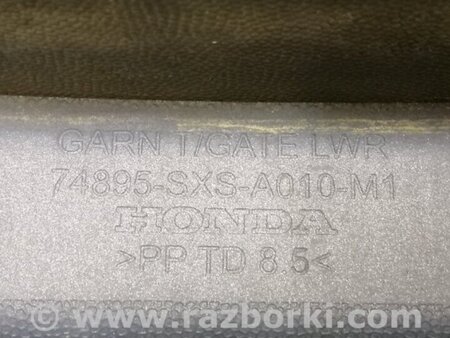 GARN T/GATE LWR
74895-SXS-A010-M1
HONDA
>PP TD 8.5<
www.razborki.com